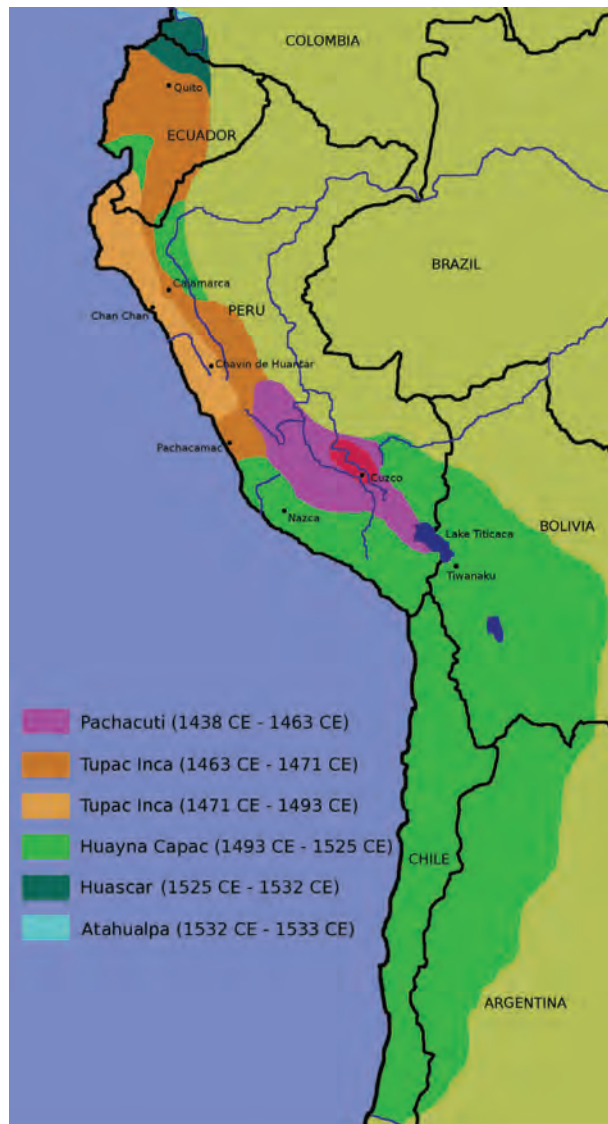 COLOMBIA
Quito
ECUADOR
BRAZIL
Cajamarca
PERU
Chan Chan
Chavin de Huantar
Pachacamac
Cuzco
Nazca
BOLIVIA
Lake Titicaca
Tiwanaku
Pachacuti (1438 CE - 1463 CE)
Tupac Inca (1463 CE - 1471 CE)
Tupac Inca (1471 CE - 1493 CE)
Huayna Capac (1493 CE - 1525 CE)
CHILE
Huascar (1525 CE - 1532 CE)
Atahualpa (1532 CE - 1533 CE)
ARGENTINA